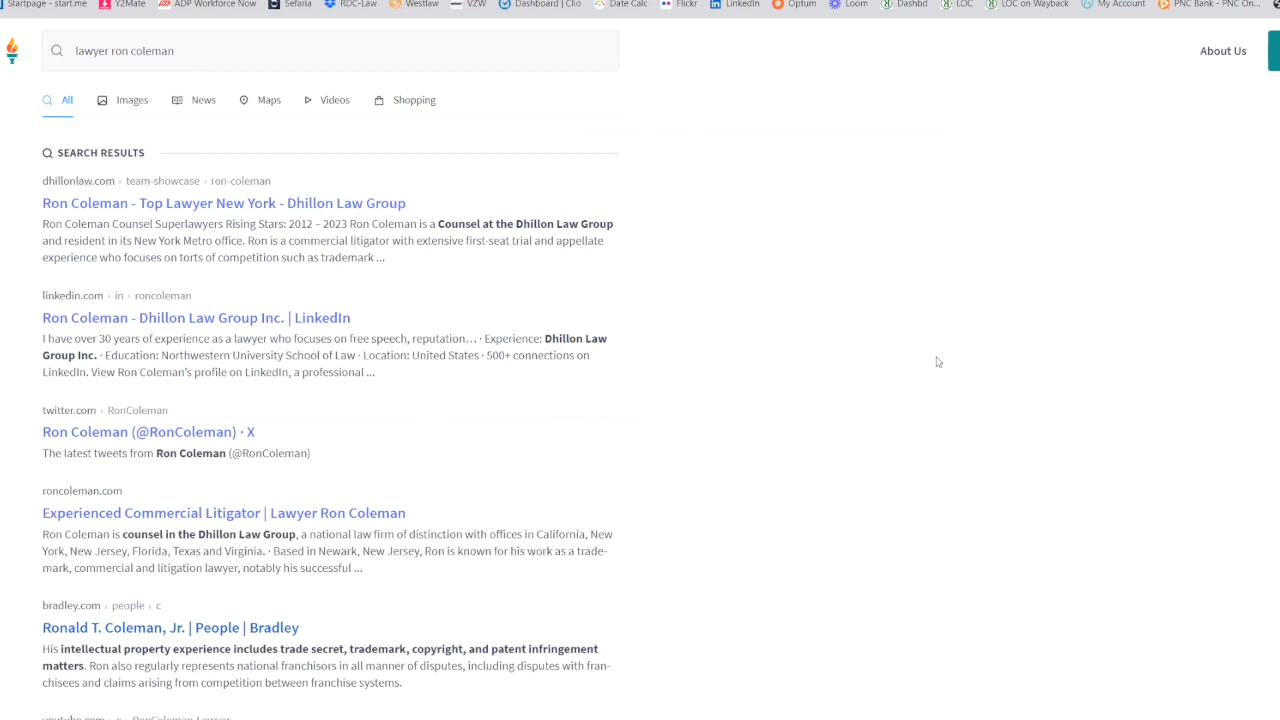 Startpage - start.me Y2Mate ADP Workforce Now Sefaria RDC-Law Westlaw VZW Dashboard | Clio Date Calc Flickr LinkedIn Optum Loom Dashbd LOC LOC on Wayback My Account PNC Bank - PNC On...
lawyer ron coleman
About Us
All Images News Maps Videos Shopping
SEARCH RESULTS
dhillonlaw.com › team-showcase › ron-coleman
Ron Coleman - Top Lawyer New York - Dhillon Law Group
Ron Coleman Counsel Superlawyers Rising Stars: 2012 – 2023 Ron Coleman is a Counsel at the Dhillon Law Group
and resident in its New York Metro office. Ron is a commercial litigator with extensive first-seat trial and appellate
experience who focuses on torts of competition such as trademark ...
linkedin.com › in › roncoleman
Ron Coleman - Dhillon Law Group Inc. | LinkedIn
I have over 30 years of experience as a lawyer who focuses on free speech, reputation… · Experience: Dhillon Law
Group Inc. · Education: Northwestern University School of Law · Location: United States · 500+ connections on
LinkedIn. View Ron Coleman's profile on LinkedIn, a professional ...
twitter.com › RonColeman
Ron Coleman (@RonColeman) · X
The latest tweets from Ron Coleman (@RonColeman)
roncoleman.com
Experienced Commercial Litigator | Lawyer Ron Coleman
Ron Coleman is counsel in the Dhillon Law Group, a national law firm of distinction with offices in California, New
York, New Jersey, Florida, Texas and Virginia. · Based in Newark, New Jersey, Ron is known for his work as a trade-
mark, commercial and litigation lawyer, notably his successful ...
bradley.com › people › c
Ronald T. Coleman, Jr. | People | Bradley
His intellectual property experience includes trade secret, trademark, copyright, and patent infringement
matters. Ron also regularly represents national franchisors in all manner of disputes, including disputes with fran-
chisees and claims arising from competition between franchise systems.
youtube.com › c › RonColeman-Lawyer